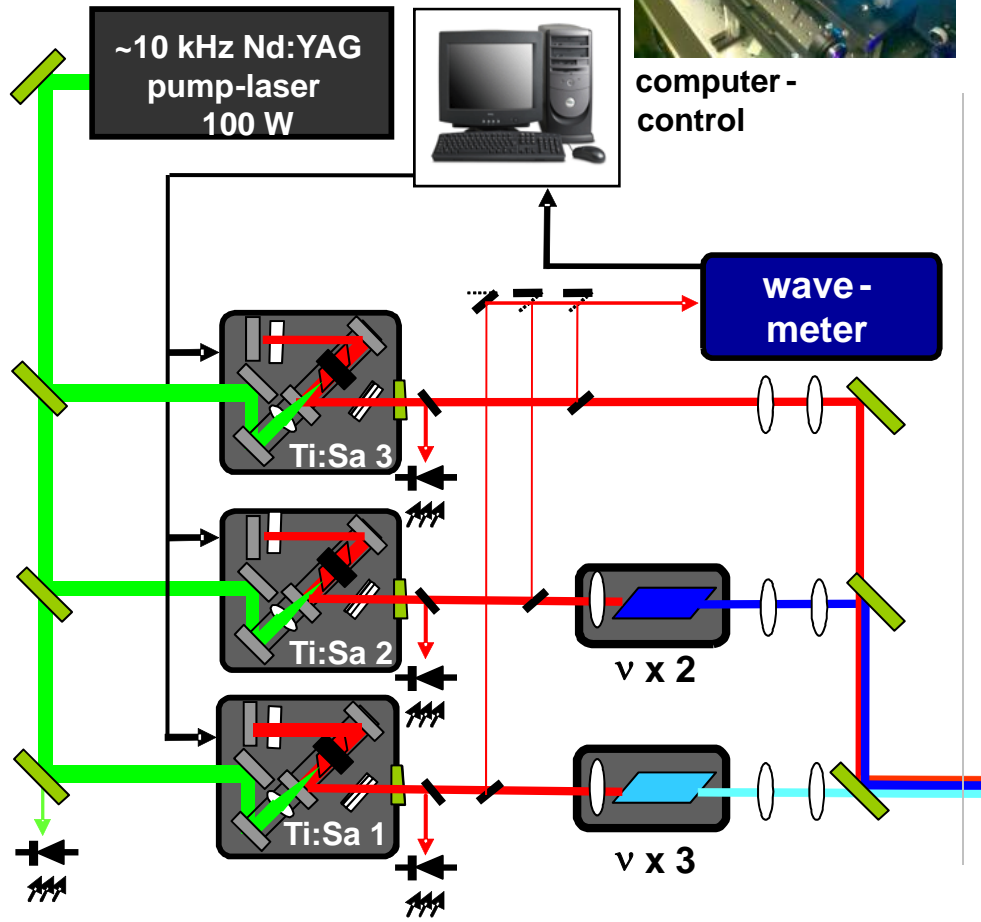 ~10 kHz Nd:YAG
pump-laser
100 W
computer-
control
wave-
meter
Ti:Sa 3
Ti:Sa 2
ν x 2
Ti:Sa 1
ν x 3